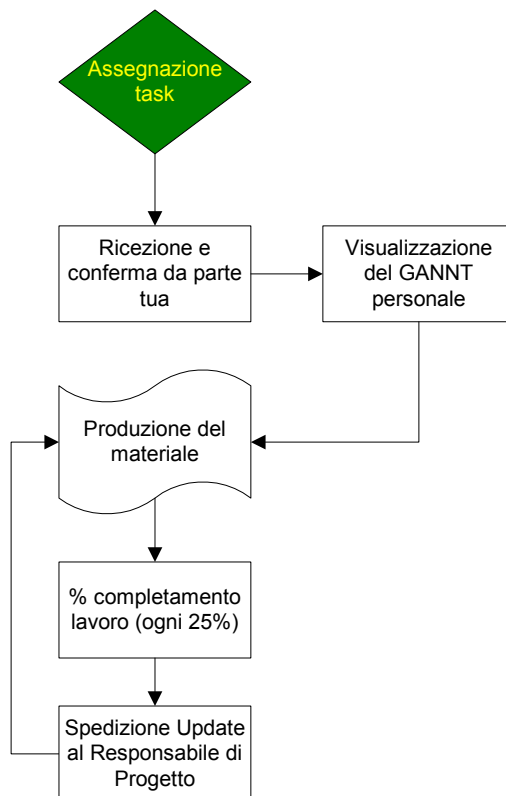 Assegnazione
task
Ricezione e
conferma da parte
tua
Visualizzazione
del GANNT
personale
Produzione del
materiale
% completamento
lavoro (ogni 25%)
Spedizione Update
al Responsabile di
Progetto